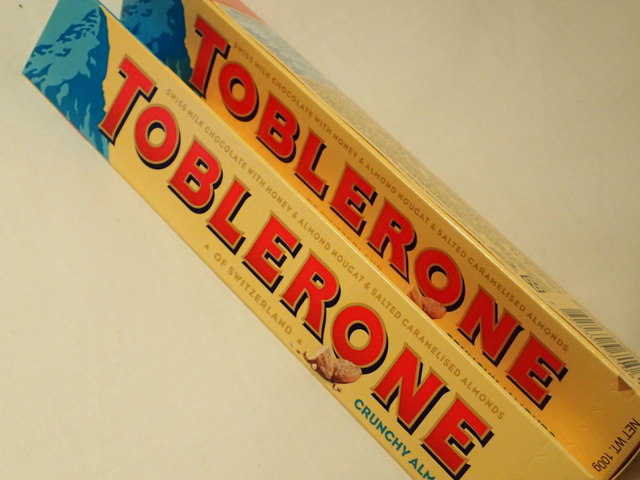 SWISS MILK CHOCOLATE WITH HONEY & ALMOND NOUGAT & SALTED CARAMELISED ALMONDS
TOBLERONE
SWISS MILK CHOCOLATE WITH HONEY & ALMOND NOUGAT & SALTED CARAMELISED ALMONDS
TOBLERONE
OF SWITZERLAND
CRUNCHY ALM
NET WT. 100g